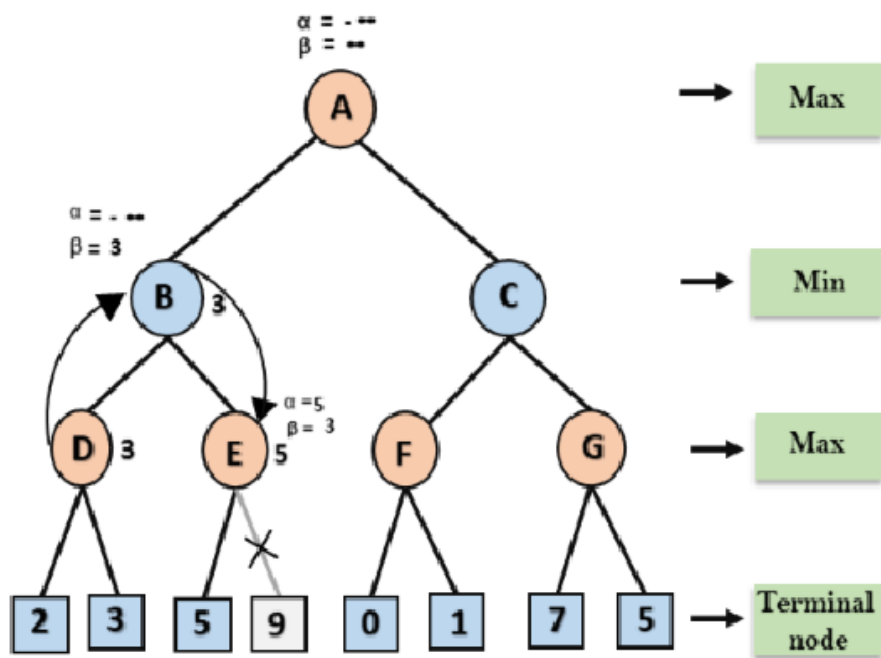 α = - ∞
β = ∞
A
Max
α = - ∞
β = 3
B
3
C
Min
α =5
β = 3
D
3
E
5
F
G
Max
2
3
5
9
0
1
7
5
Terminal
node